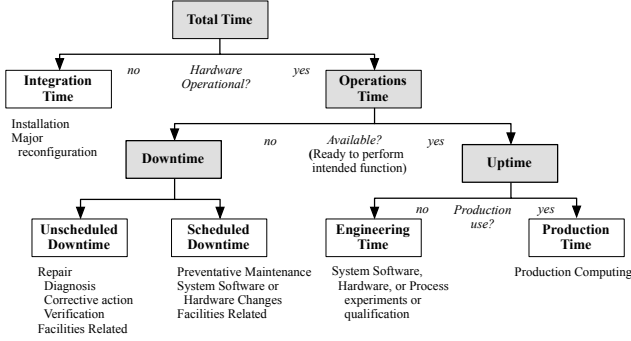 Total Time
no
Hardware
Operational?
yes
Integration
Time
Operations
Time
Installation
Major
reconfiguration
no
Available?
(Ready to perform
intended function)
yes
Downtime
Uptime
no
Production
use?
yes
Unscheduled
Downtime
Scheduled
Downtime
Engineering
Time
Production
Time
Repair
Diagnosis
Corrective action
Verification
Facilities Related
Preventative Maintenance
System Software or
Hardware Changes
Facilities Related
System Software,
Hardware, or Process
experiments or
qualification
Production Computing